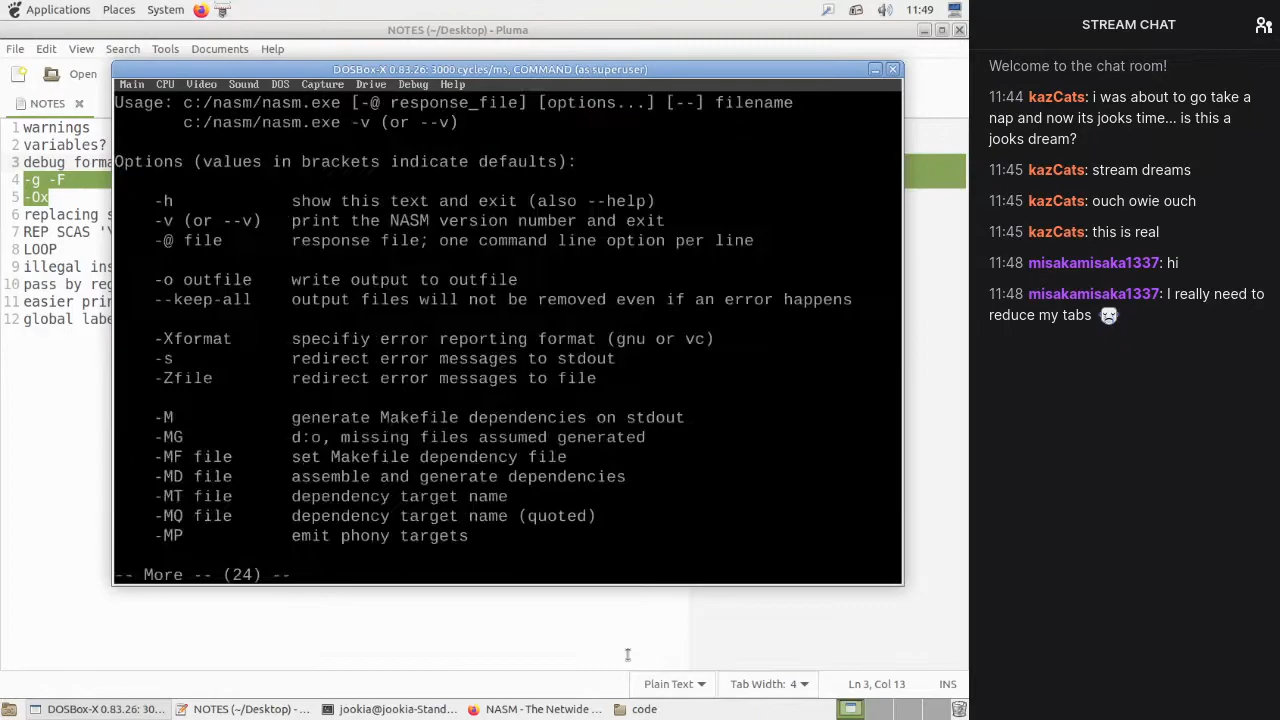 Applications Places System 11:49
NOTES (~/Desktop) - Pluma
File Edit View Search Tools Documents Help
Open
NOTES
1 warnings
2 variables?
3 debug forma
4 -g -F
5 -Ox
6 replacing s
7 REP SCAS '\
8 LOOP
9 illegal ins
10 pass by reg
11 easier prin
12 global labe
DOSBox-X 0.83.26: 3000 cycles/ms, COMMAND (as superuser)
Main CPU Video Sound DOS Capture Drive Debug Help
Usage: c:/nasm/nasm.exe [-@ response_file] [options...] [--] filename
c:/nasm/nasm.exe -v (or --v)
Options (values in brackets indicate defaults):
-h show this text and exit (also --help)
-v (or --v) print the NASM version number and exit
-@ file response file; one command line option per line
-o outfile write output to outfile
--keep-all output files will not be removed even if an error happens
-Xformat specifiy error reporting format (gnu or vc)
-s redirect error messages to stdout
-Zfile redirect error messages to file
-M generate Makefile dependencies on stdout
-MG d:o, missing files assumed generated
-MF file set Makefile dependency file
-MD file assemble and generate dependencies
-MT file dependency target name
-MQ file dependency target name (quoted)
-MP emit phony targets
-- More -- (24) --
Plain Text Tab Width: 4 Ln 3, Col 13 INS
DOSBox-X 0.83.26: 30... NOTES (~/Desktop) - ... jookia@jookia-Stand... NASM - The Netwide ... code
STREAM CHAT
Welcome to the chat room!
11:44 kazCats: i was about to go take a
nap and now its jooks time... is this a
jooks dream?
11:45 kazCats: stream dreams
11:45 kazCats: ouch owie ouch
11:45 kazCats: this is real
11:48 misakamisaka1337: hi
11:48 misakamisaka1337: I really need to
reduce my tabs